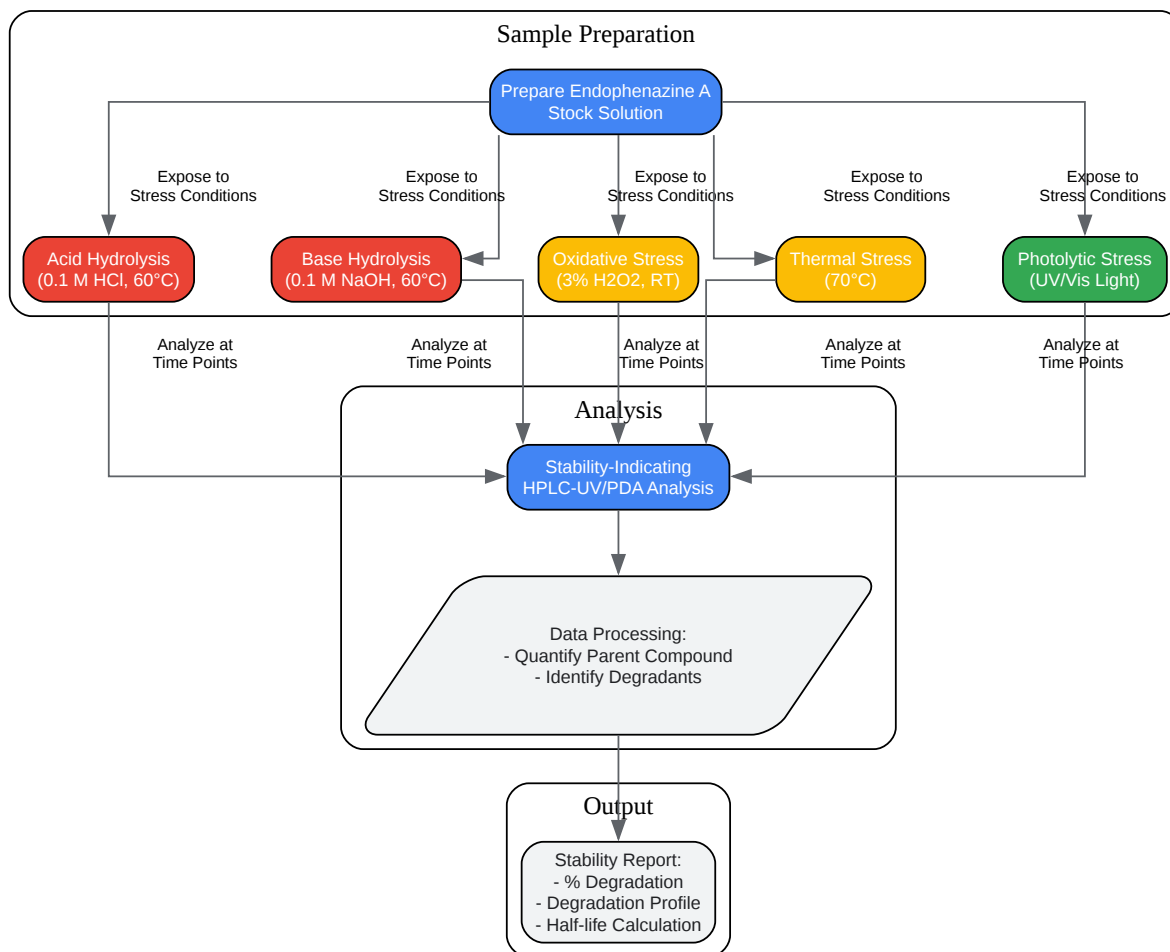 Sample Preparation
Prepare Endophenazine A
Stock Solution
Expose to
Stress Conditions
Expose to
Stress Conditions
Expose to
Stress Conditions
Expose to
Stress Conditions
Expose to
Stress Conditions
Acid Hydrolysis
(0.1 M HCl, 60°C)
Base Hydrolysis
(0.1 M NaOH, 60°C)
Oxidative Stress
(3% H2O2, RT)
Thermal Stress
(70°C)
Photolytic Stress
(UV/Vis Light)
Analyze at
Time Points
Analyze at
Time Points
Analyze at
Time Points
Analyze at
Time Points
Analyze at
Time Points
Analysis
Stability-Indicating
HPLC-UV/PDA Analysis
Data Processing:
- Quantify Parent Compound
- Identify Degradants
Output
Stability Report:
- % Degradation
- Degradation Profile
- Half-life Calculation